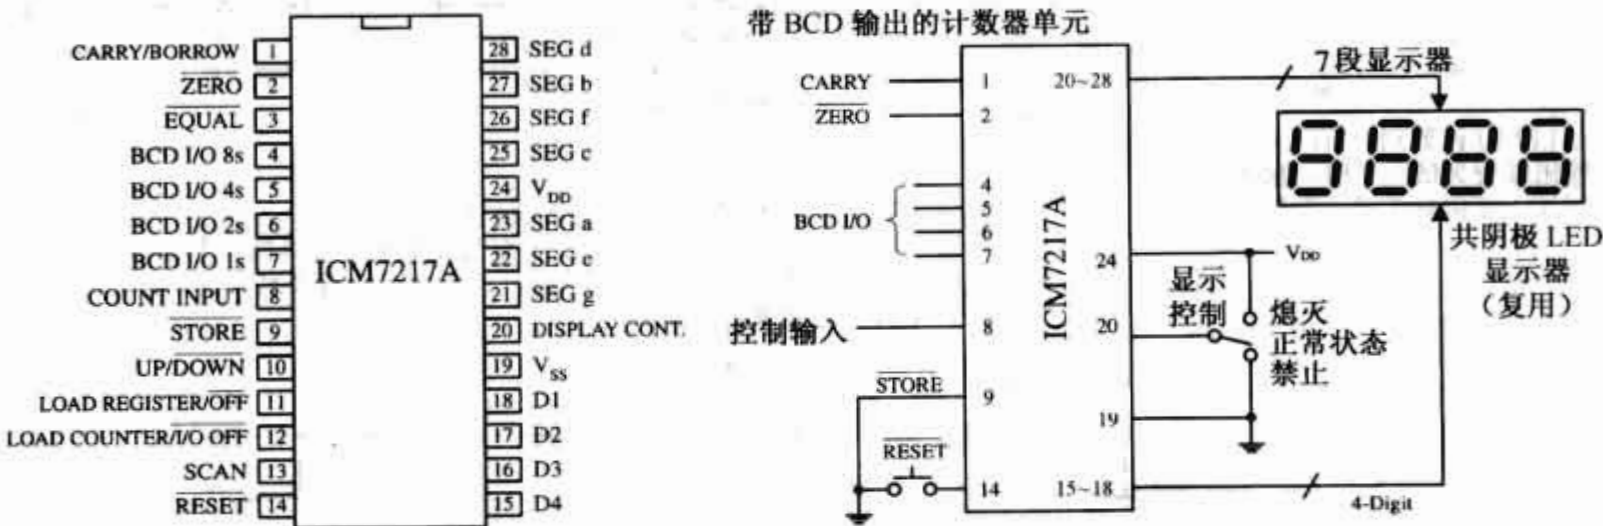 CARRY/BORROW 1
ZERO 2
EQUAL 3
BCD I/O 8s 4
BCD I/O 4s 5
BCD I/O 2s 6
BCD I/O 1s 7
COUNT INPUT 8
STORE 9
UP/DOWN 10
LOAD REGISTER/OFF 11
LOAD COUNTER/I/O OFF 12
SCAN 13
RESET 14
ICM7217A
28 SEG d
27 SEG b
26 SEG f
25 SEG c
24 VDD
23 SEG a
22 SEG e
21 SEG g
20 DISPLAY CONT.
19 VSS
18 D1
17 D2
16 D3
15 D4
带 BCD 输出的计数器单元
CARRY 1
ZERO 2
BCD I/O
4
5
6
7
控制输入 8
STORE 9
RESET 14
ICM7217A
20~28
24
20
19
15~18
7段显示器
8888
共阴极 LED
显示器
(复用)
VDD
显示
控制
熄灭
正常状态
禁止
4-Digit